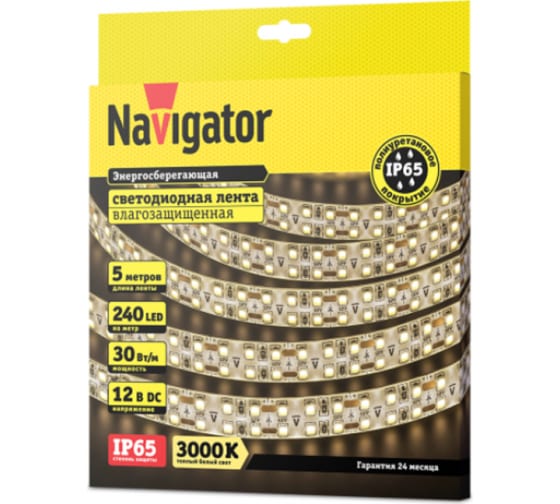 Navigator
Энергосберегающая
светодиодная лента
влагозащищенная
полиуретановое
IP65
покрытие
5 метров
длина ленты
240 LED
на метр
30 Вт/м
мощность
12 В DC
напряжение
IP65
степень защиты
3000 К
теплый белый свет
Гарантия 24 месяца